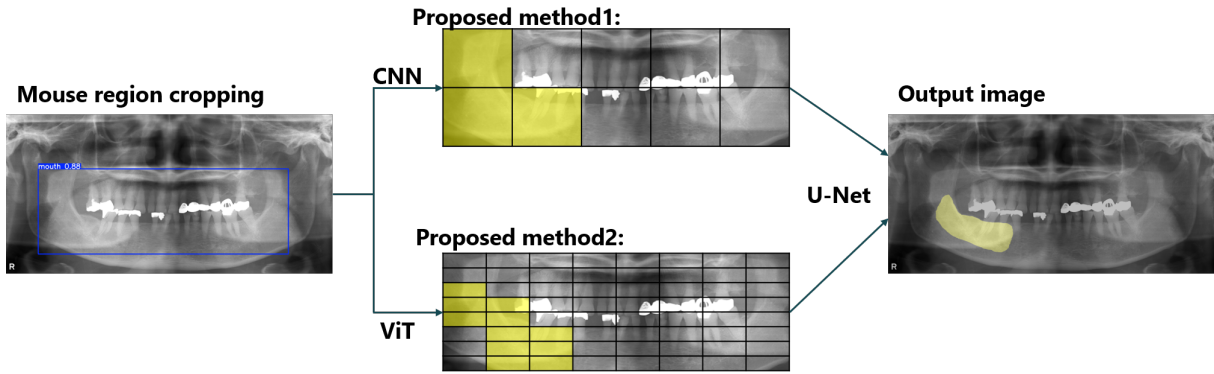 Proposed method1:
CNN
Mouse region cropping
mouth 0.88
R
Output image
R
U-Net
Proposed method2:
ViT